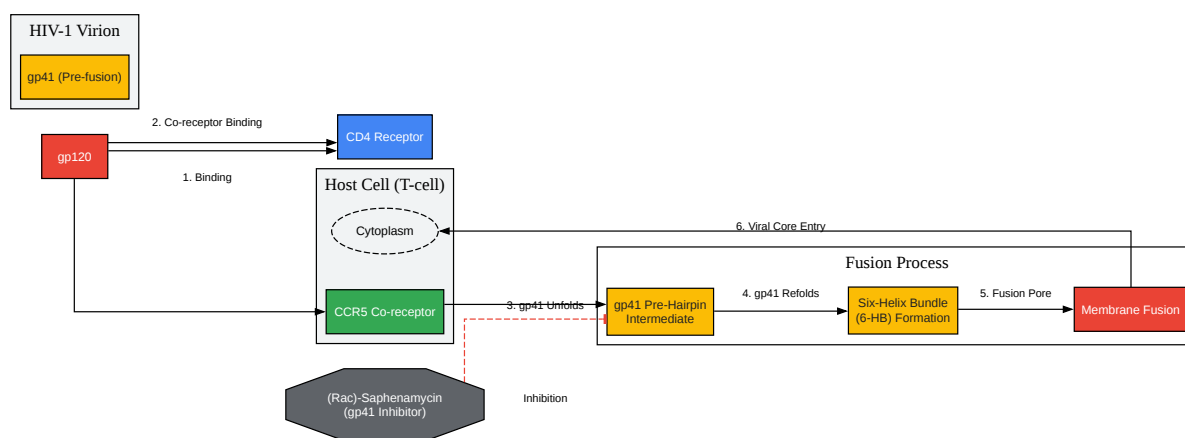 HIV-1 Virion
gp41 (Pre-fusion)
2. Co-receptor Binding
CD4 Receptor
gp120
1. Binding
Host Cell (T-cell)
Cytoplasm
6. Viral Core Entry
Fusion Process
CCR5 Co-receptor
3. gp41 Unfolds
gp41 Pre-Hairpin
Intermediate
4. gp41 Refolds
Six-Helix Bundle
(6-HB) Formation
5. Fusion Pore
Membrane Fusion
(Rac)-Saphenamycin
(gp41 Inhibitor)
Inhibition